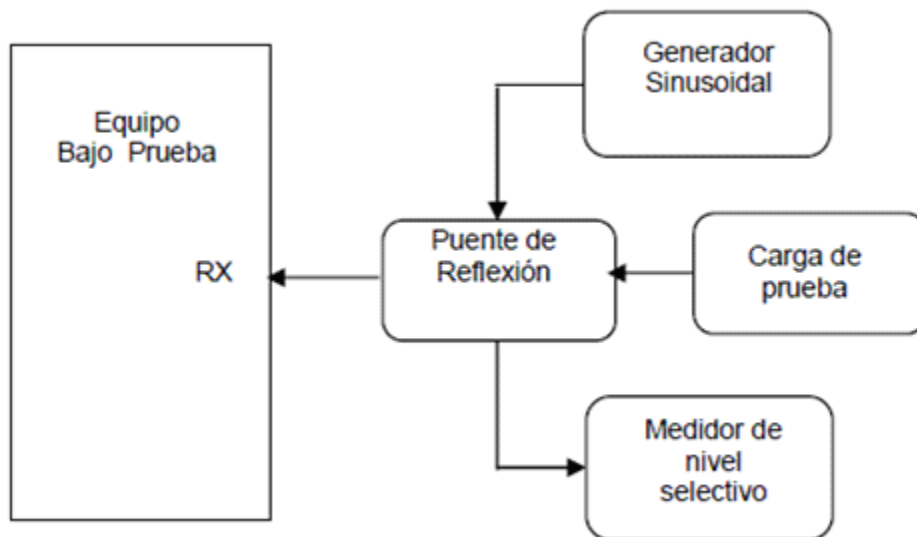 Equipo
Bajo Prueba
RX
Generador
Sinusoidal
Puente de
Reflexión
Carga de
prueba
Medidor de
nivel
selectivo